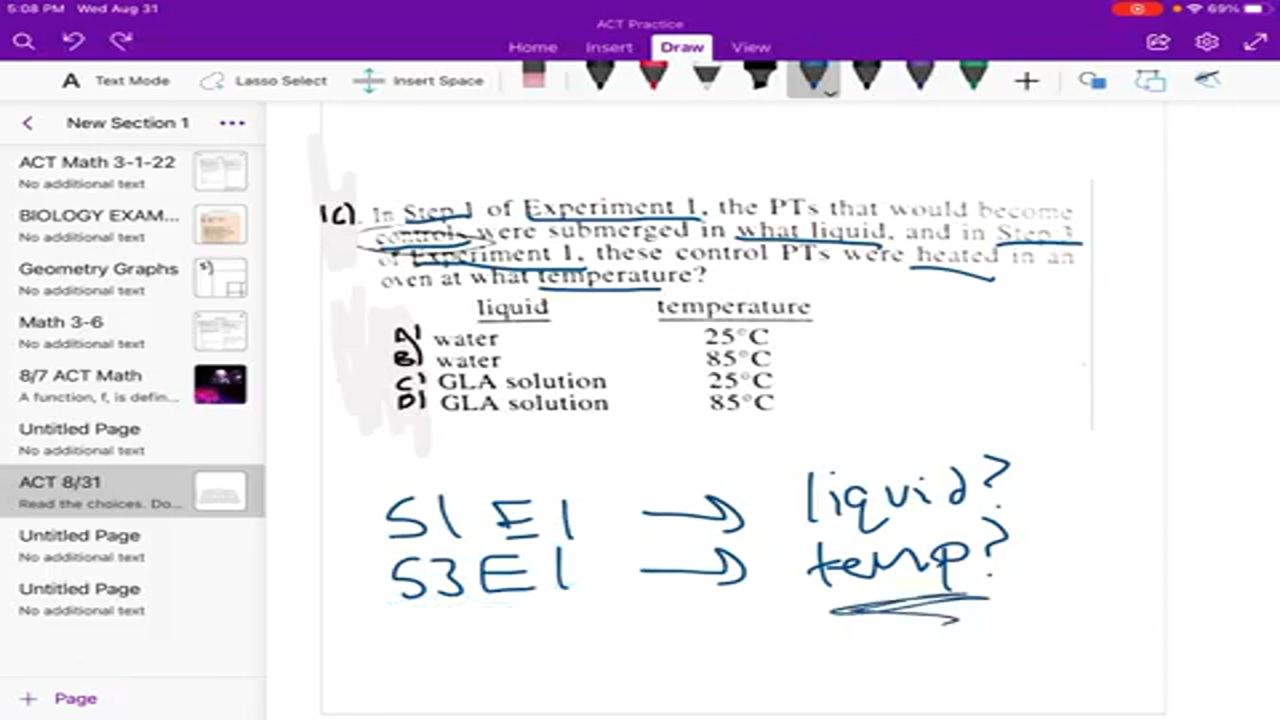 5:08 PM Wed Aug 31
69%
ACT Practice
Home Insert Draw View
A Text Mode Lasso Select Insert Space
New Section 1
ACT Math 3-1-22
No additional text
BIOLOGY EXAM...
No additional text
Geometry Graphs
No additional text
Math 3-6
No additional text
8/7 ACT Math
A function, f, is defin...
Untitled Page
No additional text
ACT 8/31
Read the choices. Do...
Untitled Page
No additional text
Untitled Page
No additional text
+ Page
1C). In Step 1 of Experiment 1, the PTs that would become
controls were submerged in what liquid, and in Step 3
of Experiment 1, these control PTs were heated in an
oven at what temperature?
liquid temperature
A) water 25°C
B) water 85°C
C) GLA solution 25°C
D) GLA solution 85°C
S1 E1 → liquid?
S3 E1 → temp?